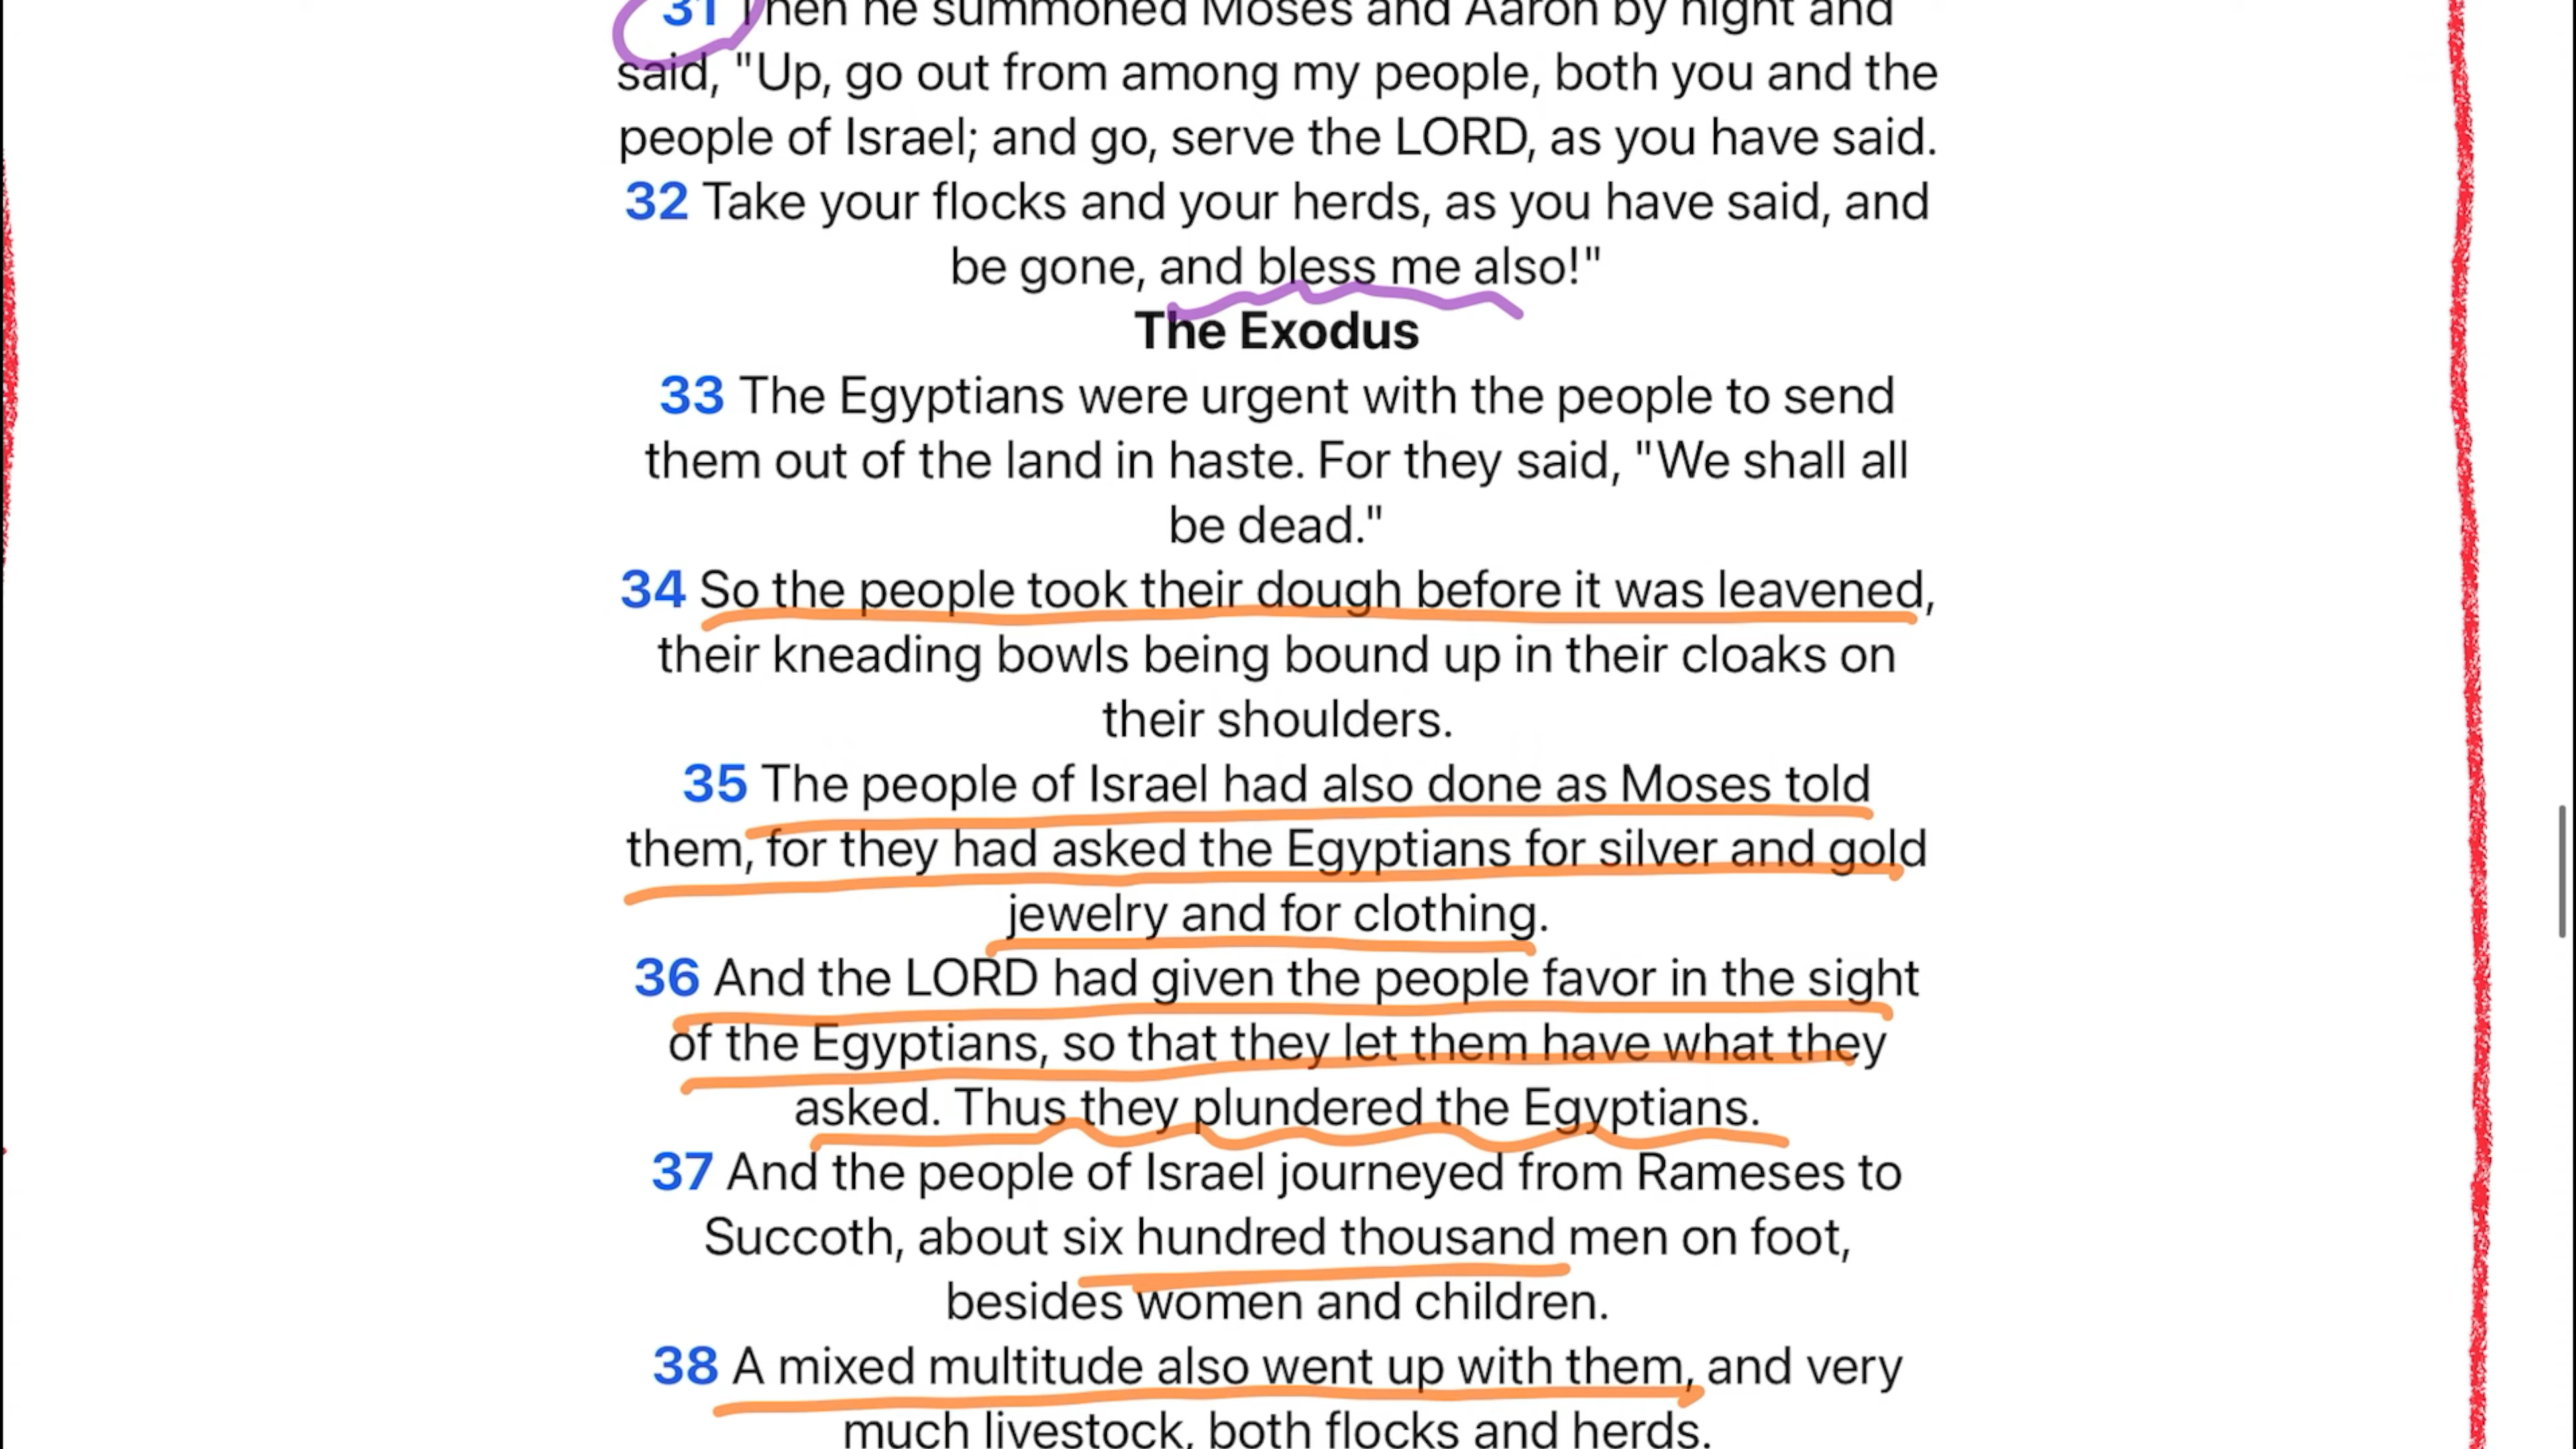 31 Then he summoned Moses and Aaron by night and
said, "Up, go out from among my people, both you and the
people of Israel; and go, serve the LORD, as you have said.
32 Take your flocks and your herds, as you have said, and
be gone, and bless me also!"
The Exodus
33 The Egyptians were urgent with the people to send
them out of the land in haste. For they said, "We shall all
be dead."
34 So the people took their dough before it was leavened,
their kneading bowls being bound up in their cloaks on
their shoulders.
35 The people of Israel had also done as Moses told
them, for they had asked the Egyptians for silver and gold
jewelry and for clothing.
36 And the LORD had given the people favor in the sight
of the Egyptians, so that they let them have what they
asked. Thus they plundered the Egyptians.
37 And the people of Israel journeyed from Rameses to
Succoth, about six hundred thousand men on foot,
besides women and children.
38 A mixed multitude also went up with them, and very
much livestock, both flocks and herds.